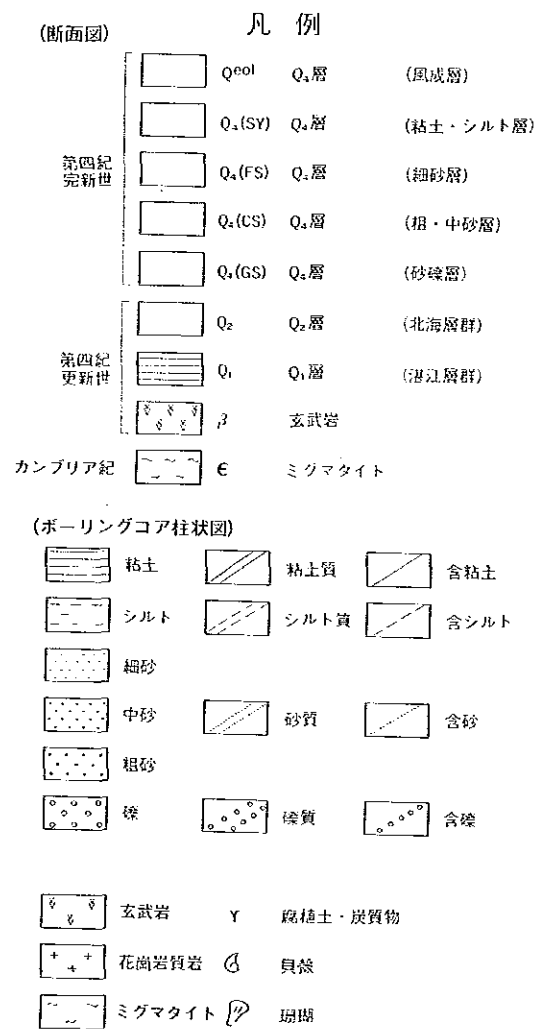 凡 例
(断面図)
Qeol Q₄層 (風成層)
Q₄(SY) Q₄層 (粘土・シルト層)
第四紀
完新世
Q₄(FS) Q₄層 (細砂層)
Q₄(CS) Q₄層 (粗・中砂層)
Q₄(GS) Q₄層 (砂礫層)
Q₂ Q₂層 (北海層群)
第四紀
更新世
Q₁ Q₁層 (湛江層群)
β 玄武岩
カンブリア紀 ϵ ミグマタイト
(ボーリングコア柱状図)
粘土 粘土質 含粘土
シルト シルト質 含シルト
細砂
中砂 砂質 含砂
粗砂
礫 礫質 含礫
玄武岩 Y 腐植土・炭質物
花崗岩質岩 貝殻
ミグマタイト 珊瑚